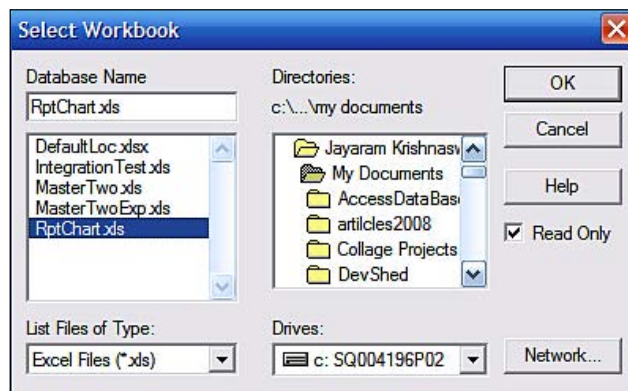 Select Workbook
Database Name
RptChart.xls
DefaultLoc.xlsx
IntegrationTest.xls
MasterTwo.xls
MasterTwoExp.xls
RptChart.xls
List Files of Type:
Excel Files (*.xls)
Directories:
c:\...\my documents
Jayaram Krishnasw
My Documents
AccessDataBas
artilcles2008
Collage Projects
DevShed
Drives:
c: SQ004196P02
OK
Cancel
Help
Read Only
Network...